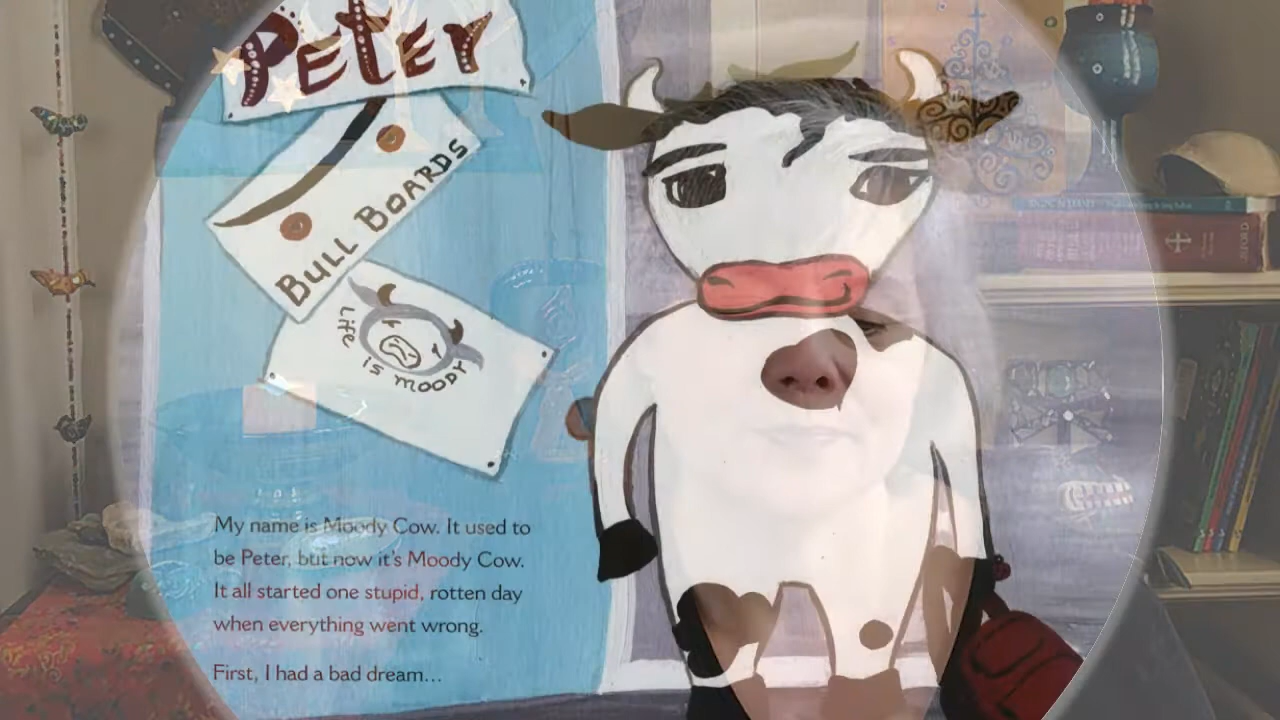 Peter
BULL BOARDS
Life is MOODY
My name is Moody Cow. It used to
be Peter, but now it's Moody Cow.
It all started one stupid, rotten day
when everything went wrong.
First, I had a bad dream...